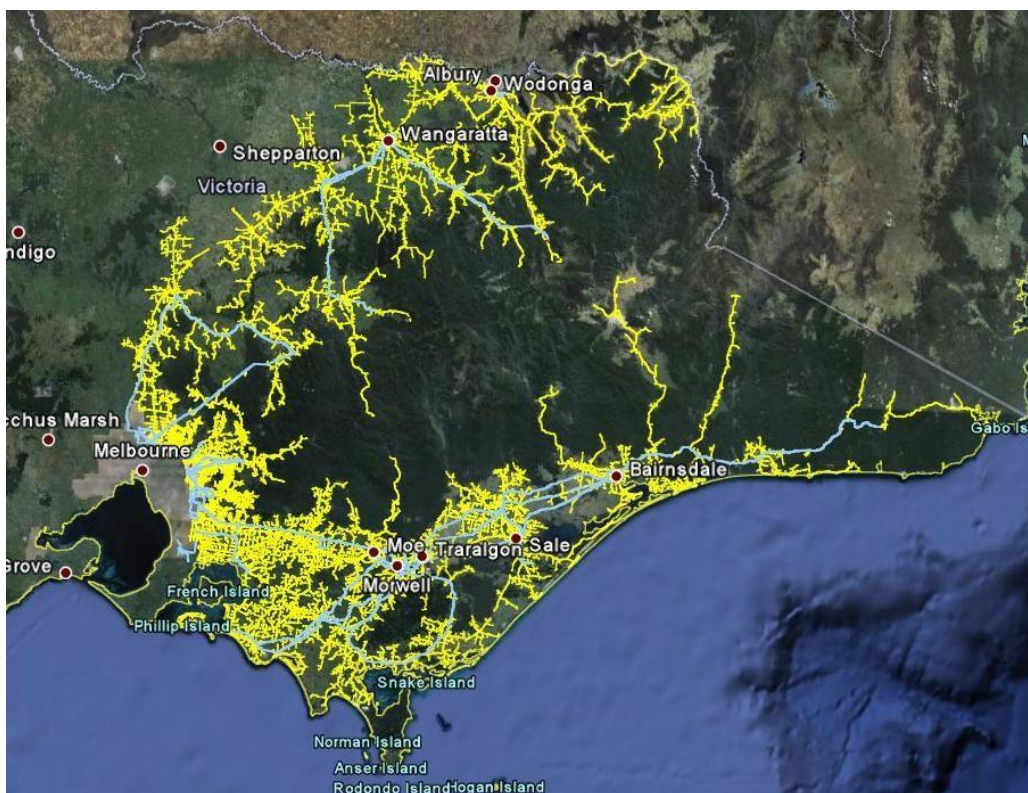 Albury
Wodonga
Wangaratta
Shepparton
Victoria
ndigo
cchus Marsh
Melbourne
Gabo Is
Bairnsdale
Moe
Traralgon
Sale
Morwell
Grove
French Island
Phillip Island
Snake Island
Norman Island
Anser Island
Rodondo Island
Hogan Island